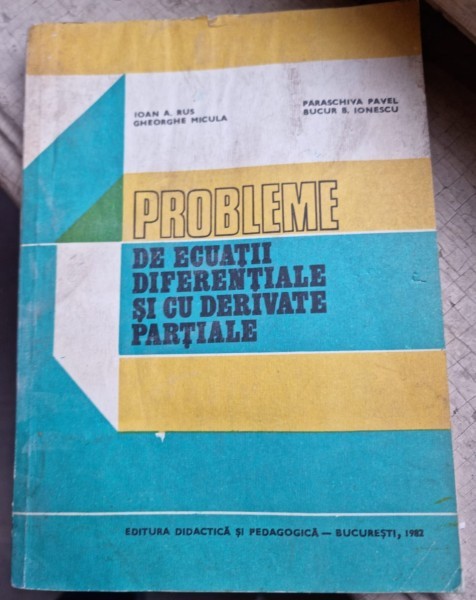 IOAN A. RUS
GHEORGHE MICULA
PARASCHIVA PAVEL
BUCUR B. IONESCU
PROBLEME
DE ECUAȚII
DIFERENȚIALE
ȘI CU DERIVATE
PARȚIALE
EDITURA DIDACTICĂ ȘI PEDAGOGICĂ — BUCUREȘTI, 1982